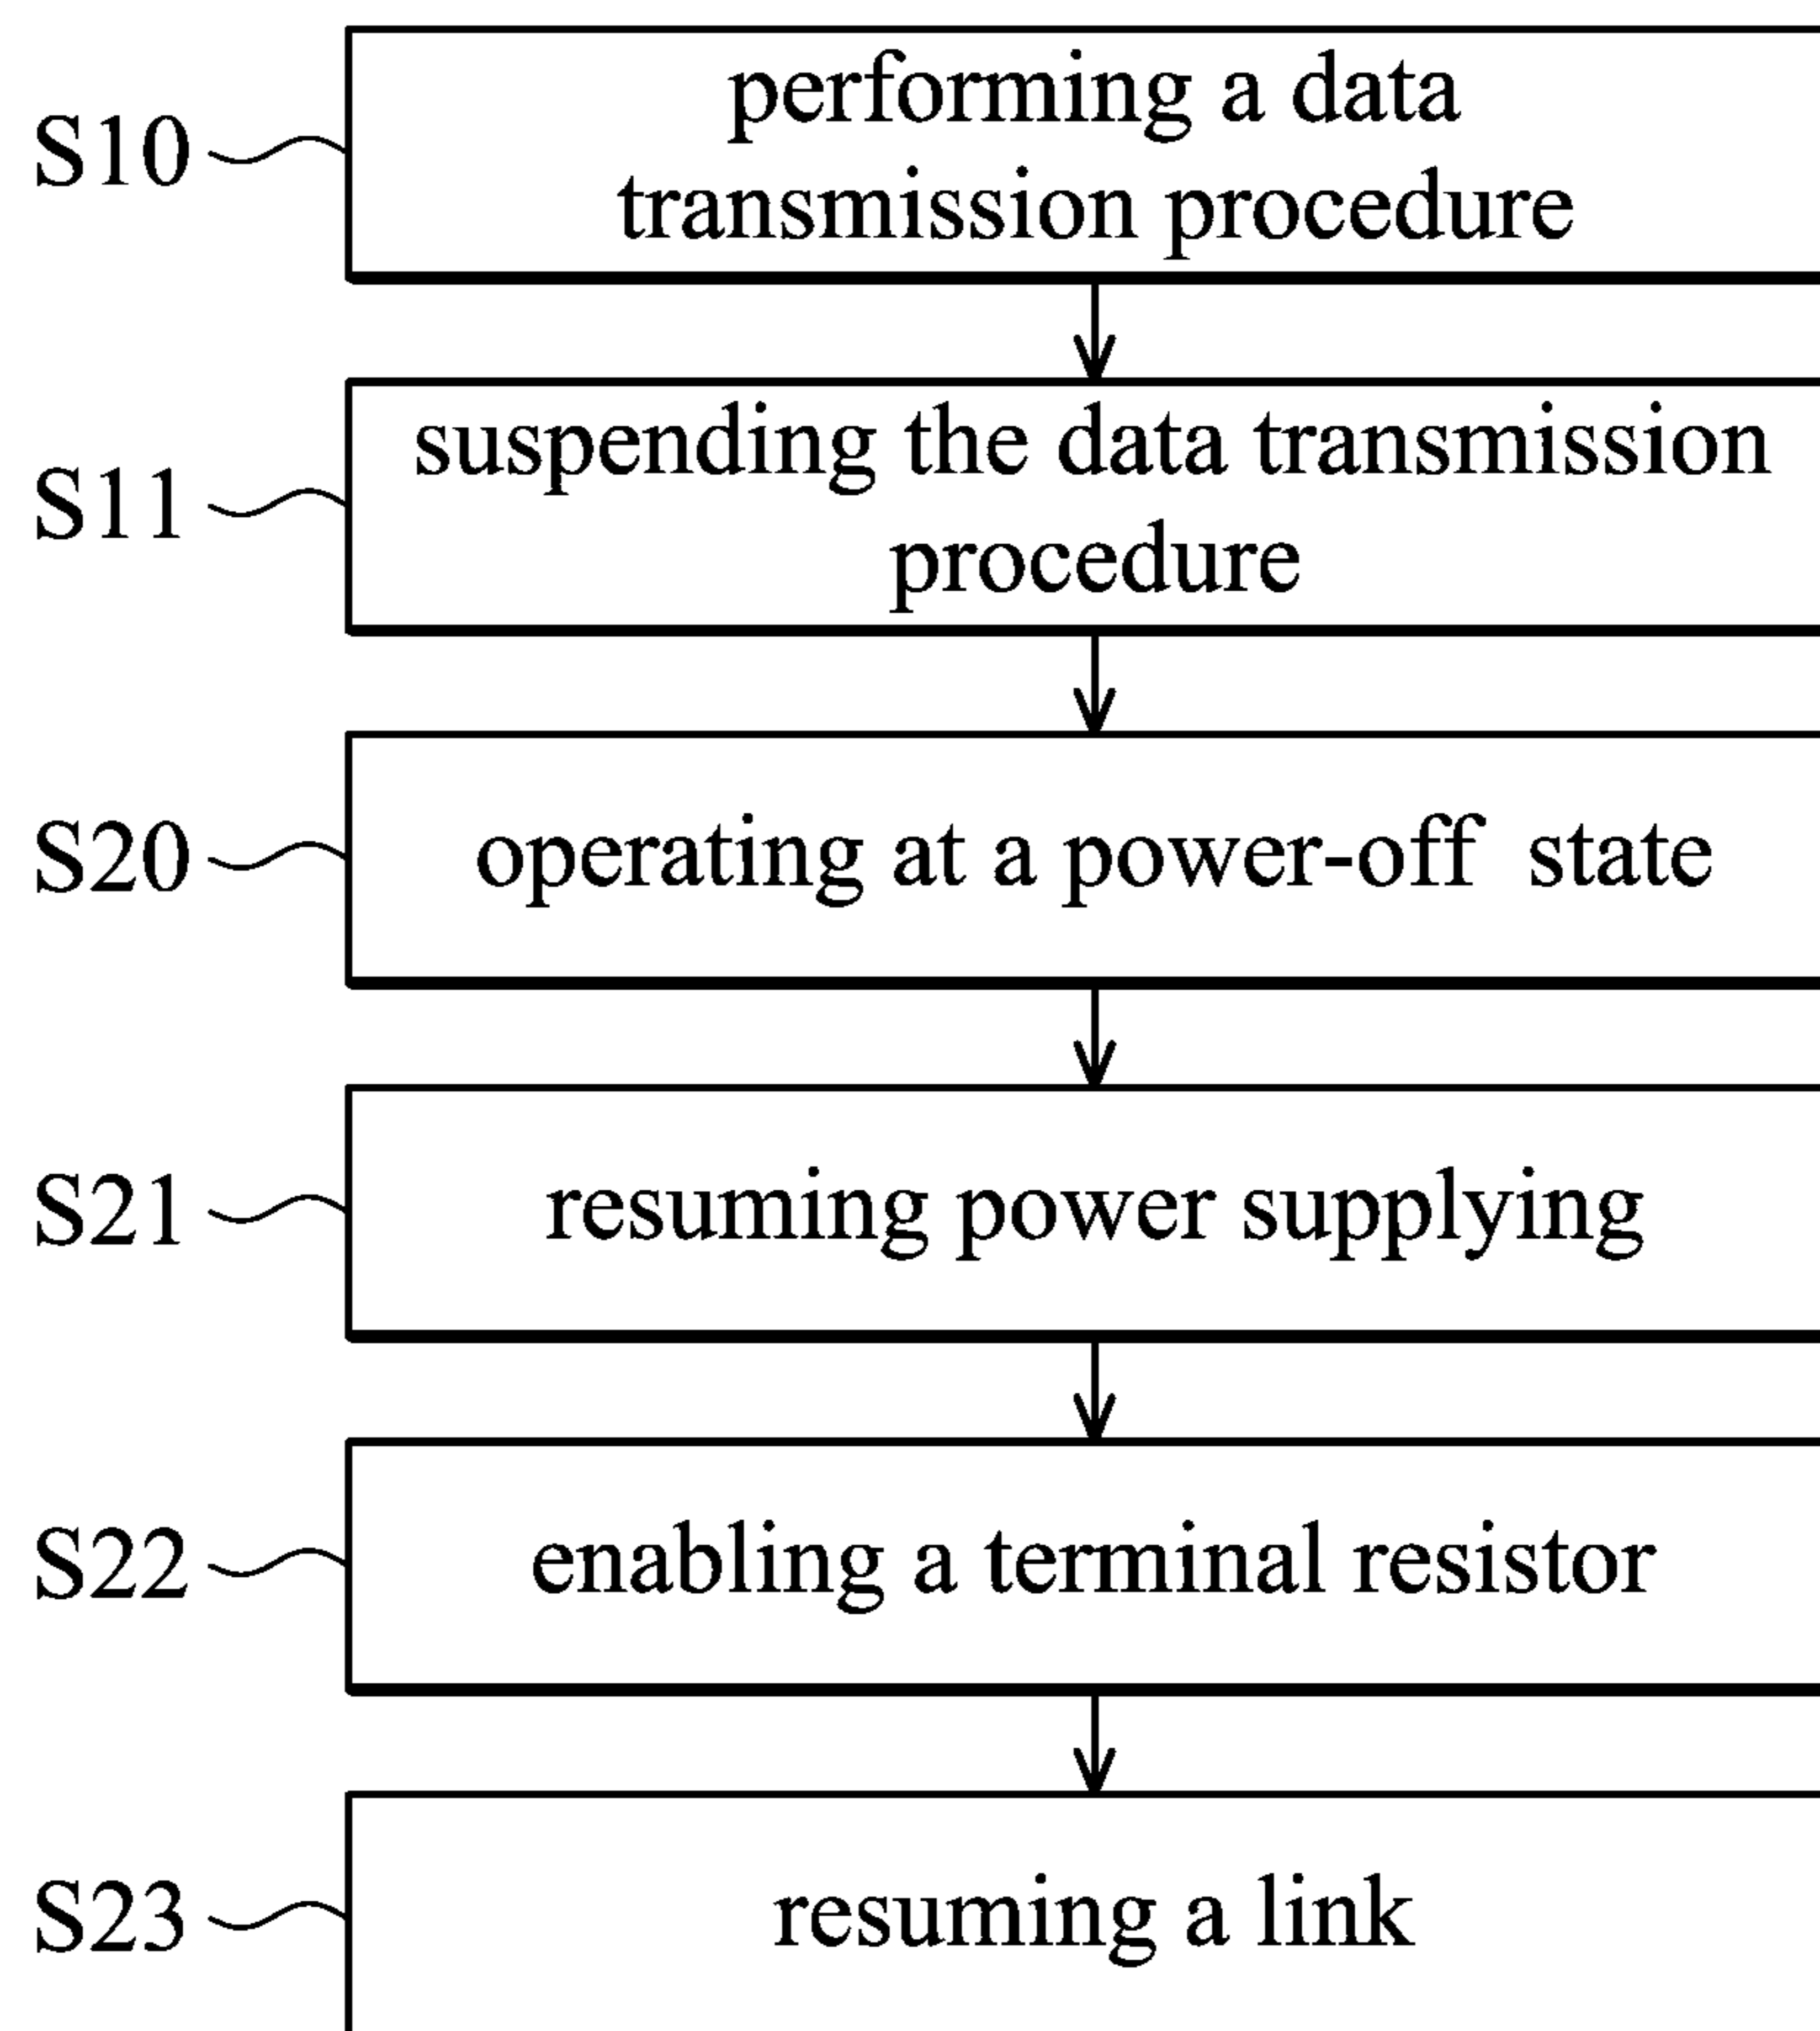 S10
performing a data
transmission procedure
S11
suspending the data transmission
procedure
S20
operating at a power-off state
S21
resuming power supplying
S22
enabling a terminal resistor
S23
resuming a link